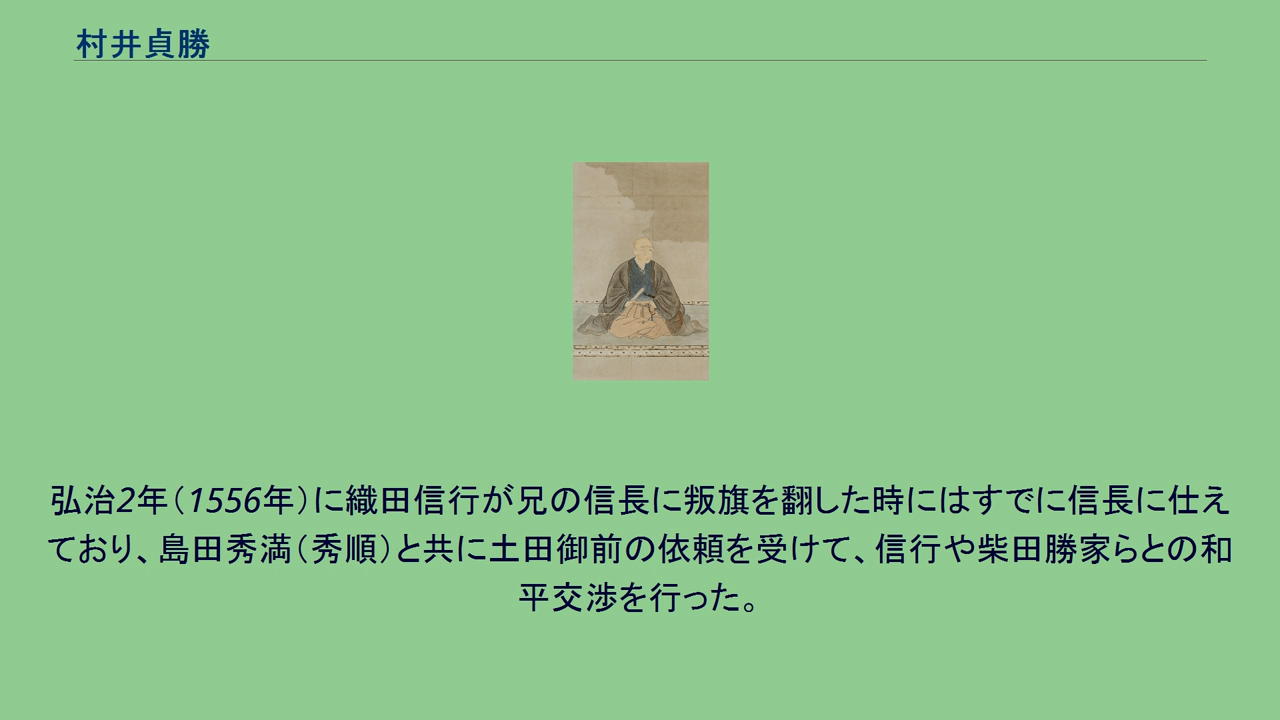 村井貞勝
弘治2年（1556年）に織田信行が兄の信長に叛旗を翻した時にはすでに信長に仕え
ており、島田秀満（秀順）と共に土田御前の依頼を受けて、信行や柴田勝家らとの和
平交渉を行った。